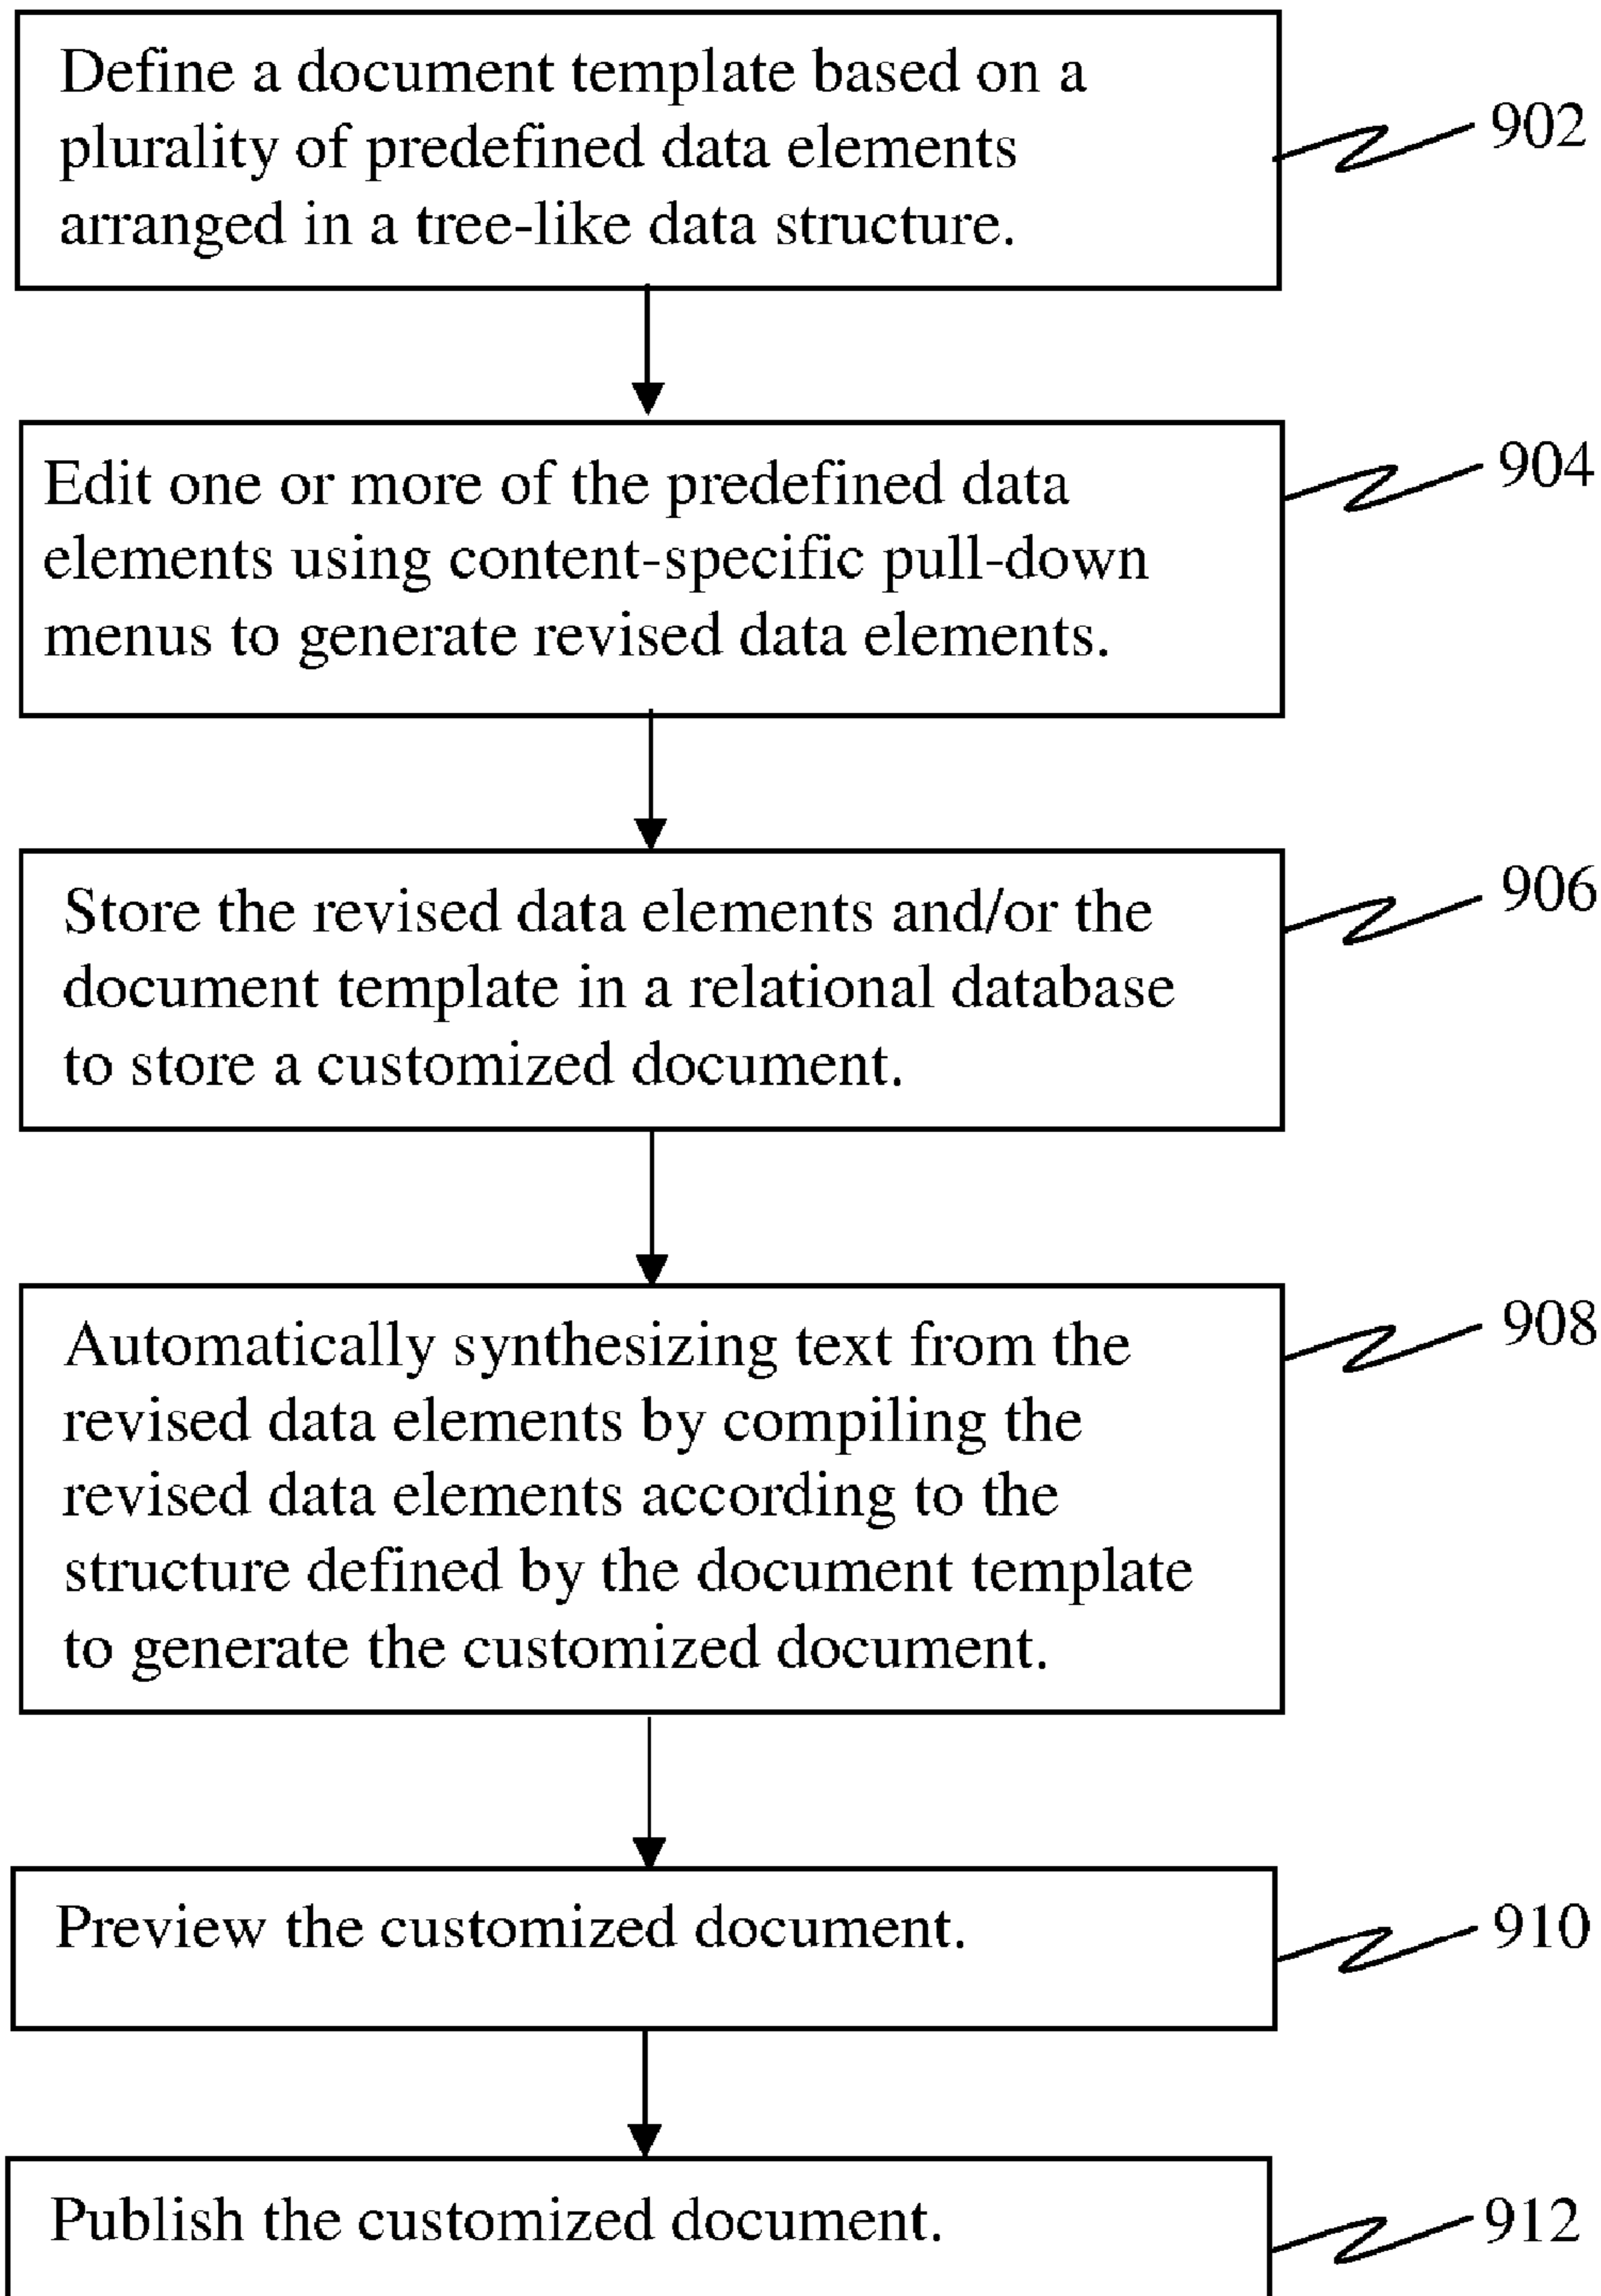 Define a document template based on a
plurality of predefined data elements
arranged in a tree-like data structure.
902
Edit one or more of the predefined data
elements using content-specific pull-down
menus to generate revised data elements.
904
Store the revised data elements and/or the
document template in a relational database
to store a customized document.
906
Automatically synthesizing text from the
revised data elements by compiling the
revised data elements according to the
structure defined by the document template
to generate the customized document.
908
Preview the customized document.
910
Publish the customized document.
912